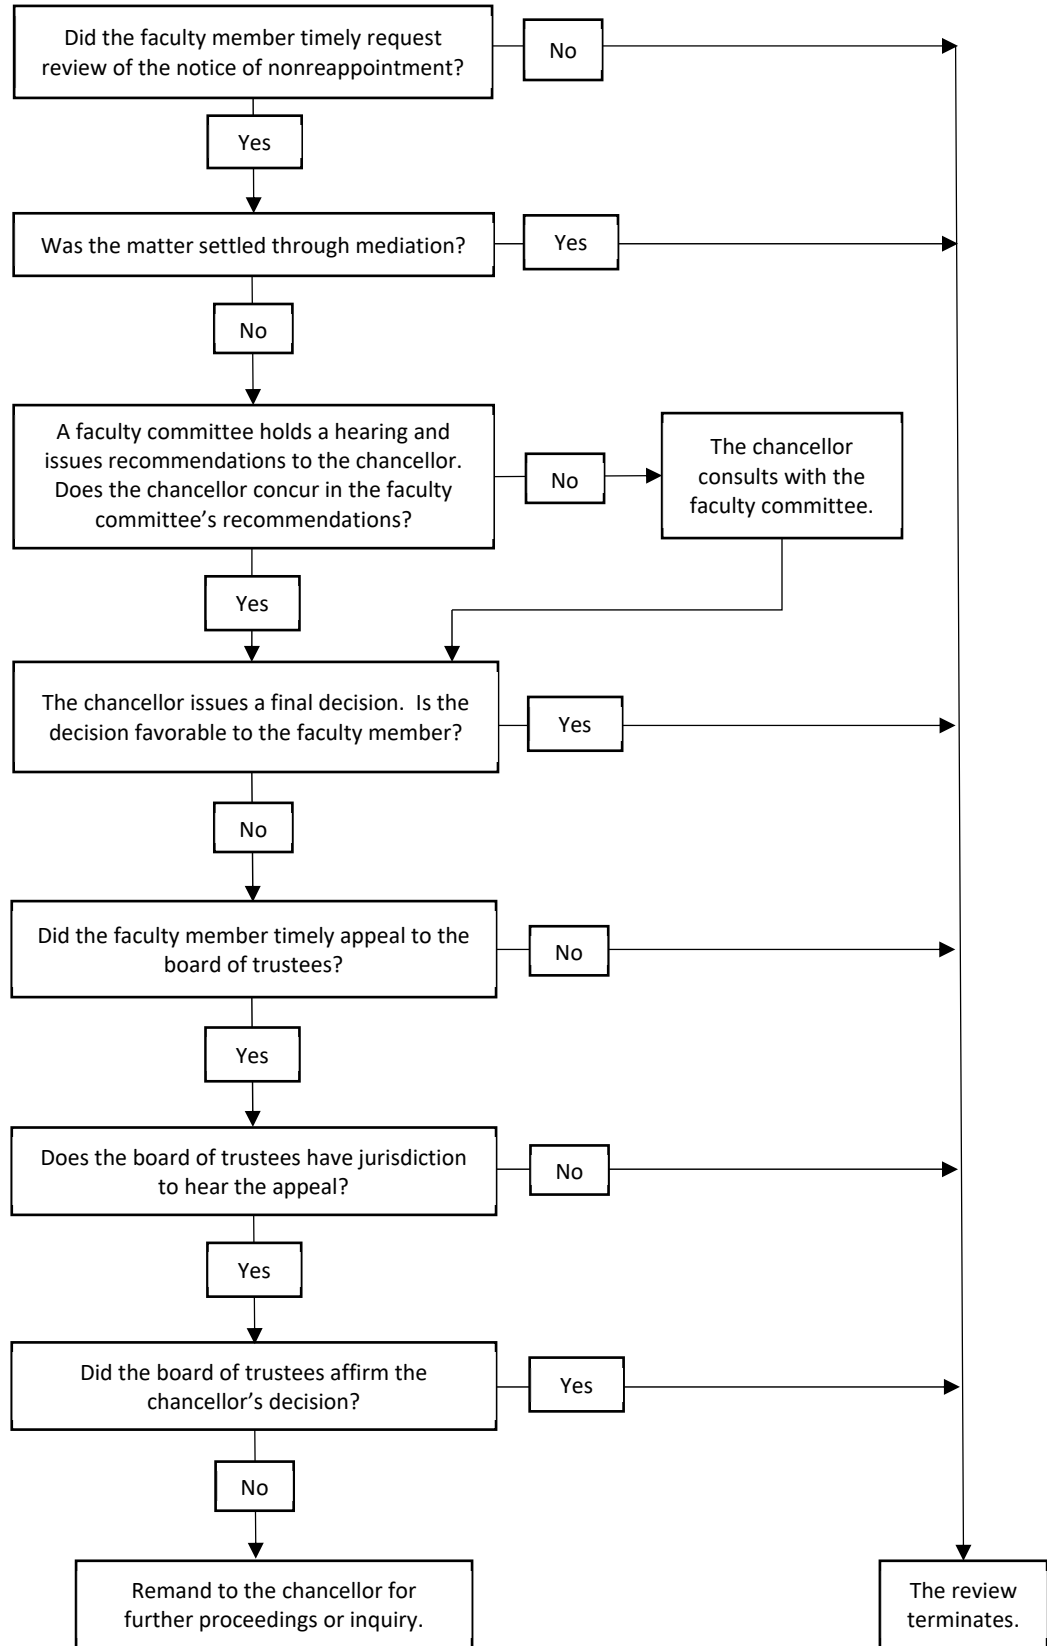 Did the faculty member timely request
review of the notice of nonreappointment?
No
Yes
Was the matter settled through mediation?
Yes
No
A faculty committee holds a hearing and
issues recommendations to the chancellor.
Does the chancellor concur in the faculty
committee’s recommendations?
No
The chancellor
consults with the
faculty committee.
Yes
The chancellor issues a final decision.  Is the
decision favorable to the faculty member?
Yes
No
Did the faculty member timely appeal to the
board of trustees?
No
Yes
Does the board of trustees have jurisdiction
to hear the appeal?
No
Yes
Did the board of trustees affirm the
chancellor’s decision?
Yes
No
Remand to the chancellor for
further proceedings or inquiry.
The review
terminates.